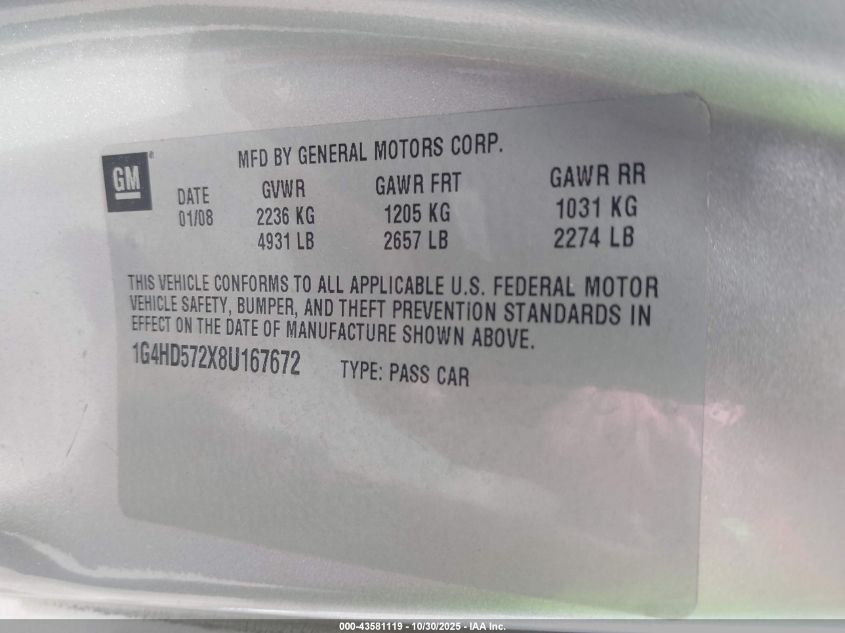 GM®
MFD BY GENERAL MOTORS CORP.
DATE GVWR GAWR FRT GAWR RR
01/08 2236 KG 1205 KG 1031 KG
4931 LB 2657 LB 2274 LB
THIS VEHICLE CONFORMS TO ALL APPLICABLE U.S. FEDERAL MOTOR
VEHICLE SAFETY, BUMPER, AND THEFT PREVENTION STANDARDS IN
EFFECT ON THE DATE OF MANUFACTURE SHOWN ABOVE.
1G4HD572X8U167672 TYPE: PASS CAR
000-43581119 - 10/30/2025 - IAA Inc.